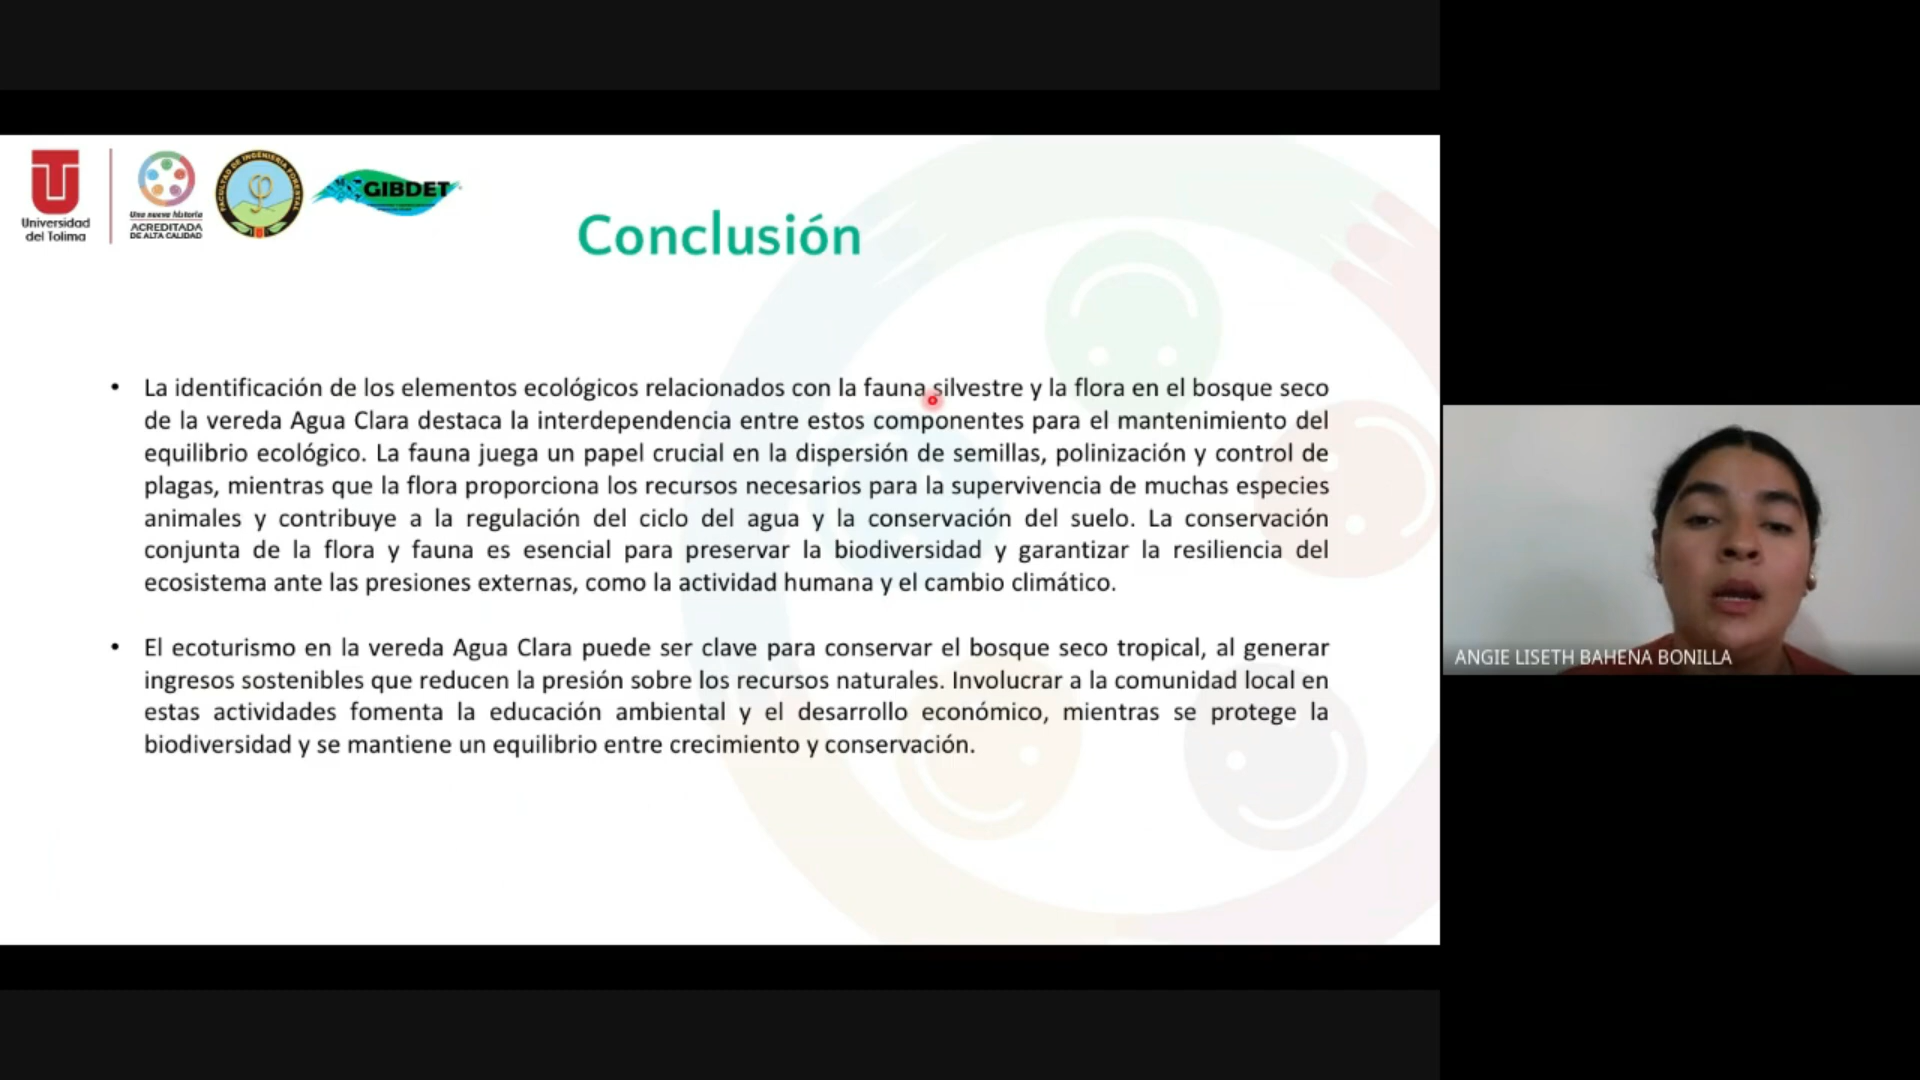 Universidad
del Tolima
Una nueva historia
ACREDITADA
DE ALTA CALIDAD
FACULTAD DE INGENIERIA FORESTAL
GIBDET
Conclusión
• La identificación de los elementos ecológicos relacionados con la fauna silvestre y la flora en el bosque seco
de la vereda Agua Clara destaca la interdependencia entre estos componentes para el mantenimiento del
equilibrio ecológico. La fauna juega un papel crucial en la dispersión de semillas, polinización y control de
plagas, mientras que la flora proporciona los recursos necesarios para la supervivencia de muchas especies
animales y contribuye a la regulación del ciclo del agua y la conservación del suelo. La conservación
conjunta de la flora y fauna es esencial para preservar la biodiversidad y garantizar la resiliencia del
ecosistema ante las presiones externas, como la actividad humana y el cambio climático.
• El ecoturismo en la vereda Agua Clara puede ser clave para conservar el bosque seco tropical, al generar
ingresos sostenibles que reducen la presión sobre los recursos naturales. Involucrar a la comunidad local en
estas actividades fomenta la educación ambiental y el desarrollo económico, mientras se protege la
biodiversidad y se mantiene un equilibrio entre crecimiento y conservación.
ANGIE LISETH BAHENA BONILLA